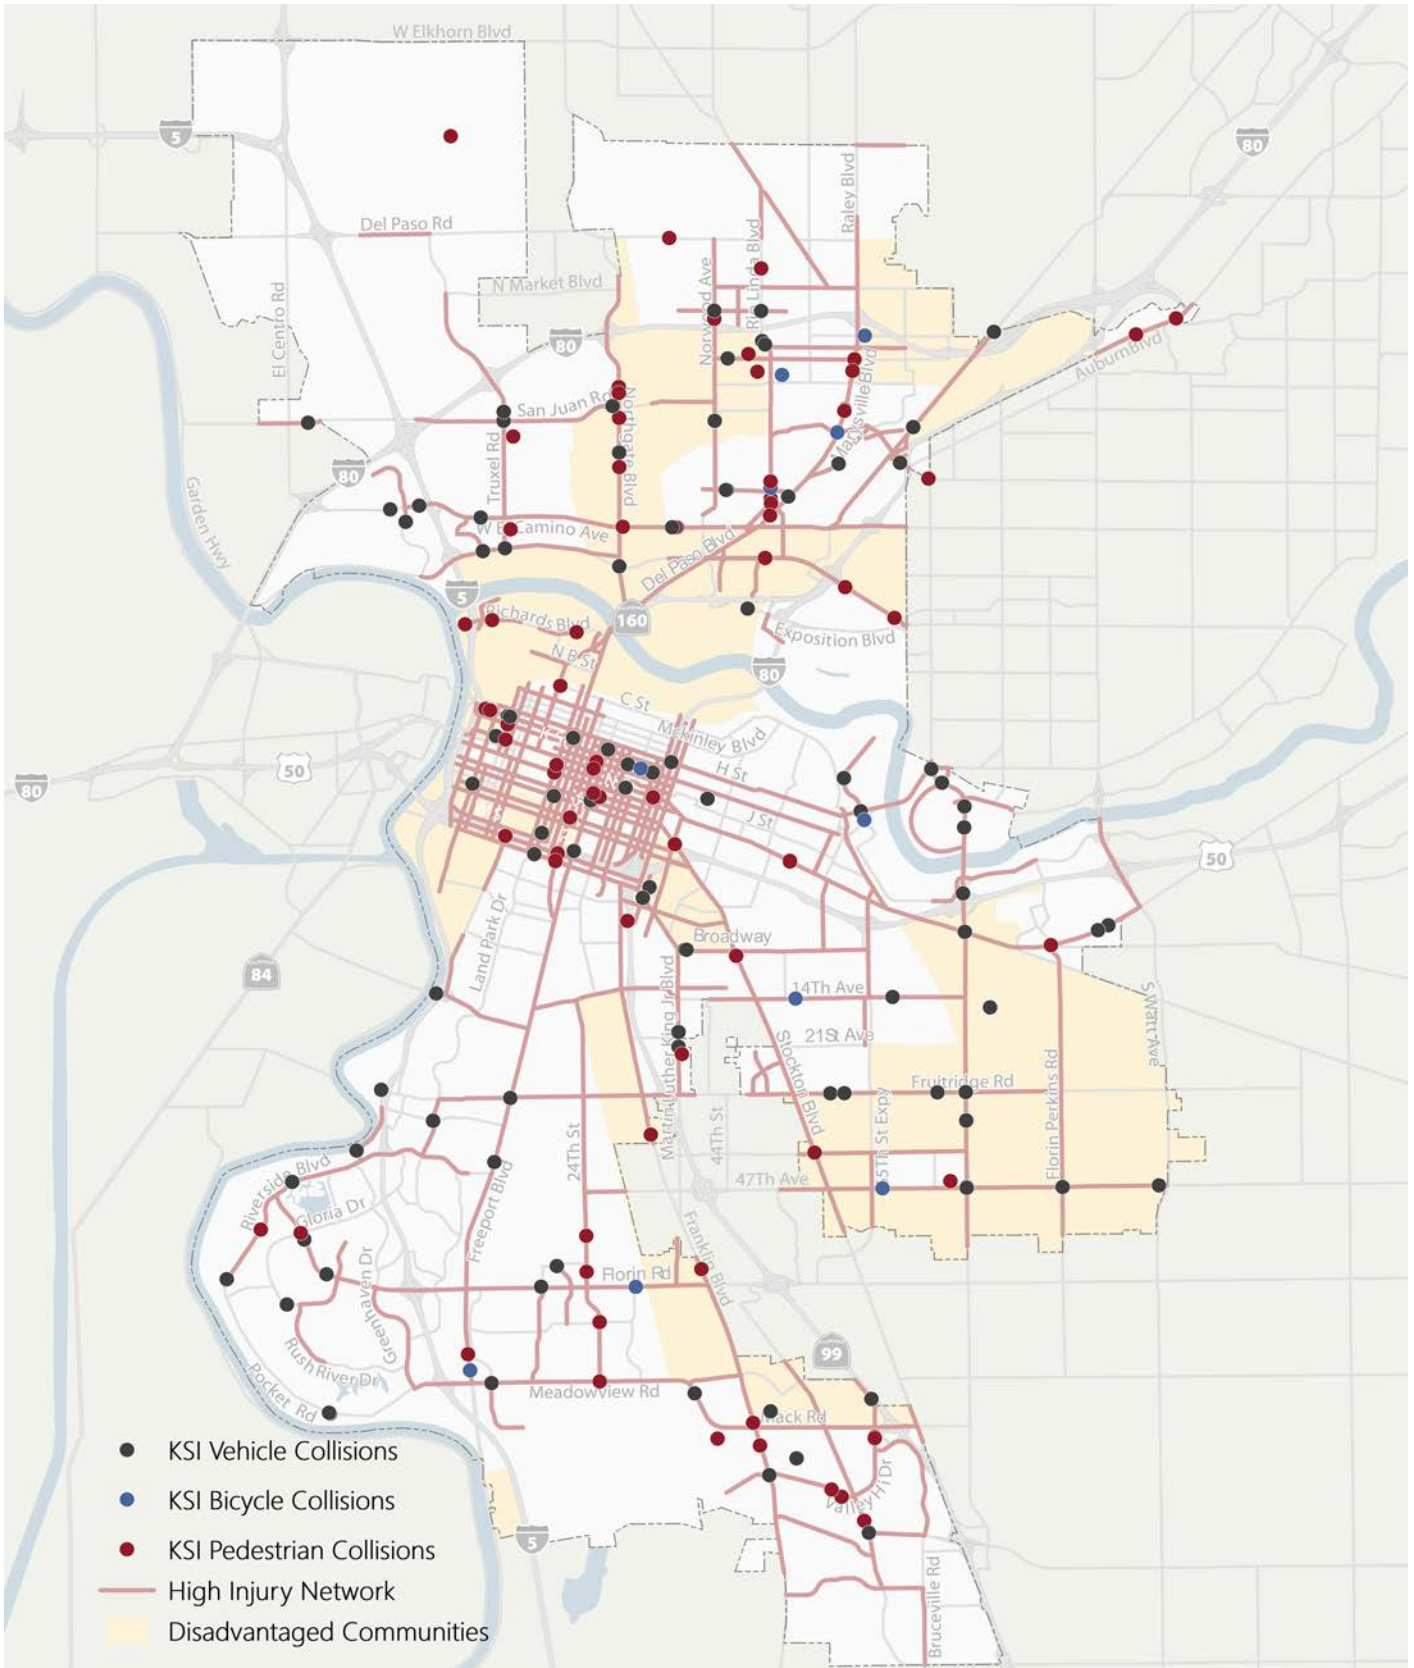 W Elkhorn Blvd
5
80
Raley Blvd
Del Paso Rd
Rio Linda Blvd
N Market Blvd
Norwood Ave
El Centro Rd
80
Auburn Blvd
Marysville Blvd
San Juan Rd
Northgate Blvd
Truxel Rd
80
Garden Hwy
W El Camino Ave
Del Paso Blvd
5
Richards Blvd
160
Exposition Blvd
N B St
80
C St
Mckinley Blvd
50
H St
80
J St
50
Land Park Dr
Broadway
84
14Th Ave
S Watt Ave
21St Ave
Martin Luther King Jr Blvd
Stockton Blvd
Fruitridge Rd
Florin Perkins Rd
44Th St
65Th St Expy
24Th St
47Th Ave
Riverside Blvd
Gloria Dr
Freeport Blvd
Franklin Blvd
Florin Rd
Greenhaven Dr
99
Rush River Dr
Pocket Rd
Meadowview Rd
Mack Rd
KSI Vehicle Collisions
Valley Hi Dr
KSI Bicycle Collisions
5
KSI Pedestrian Collisions
High Injury Network
Bruceville Rd
Disadvantaged Communities